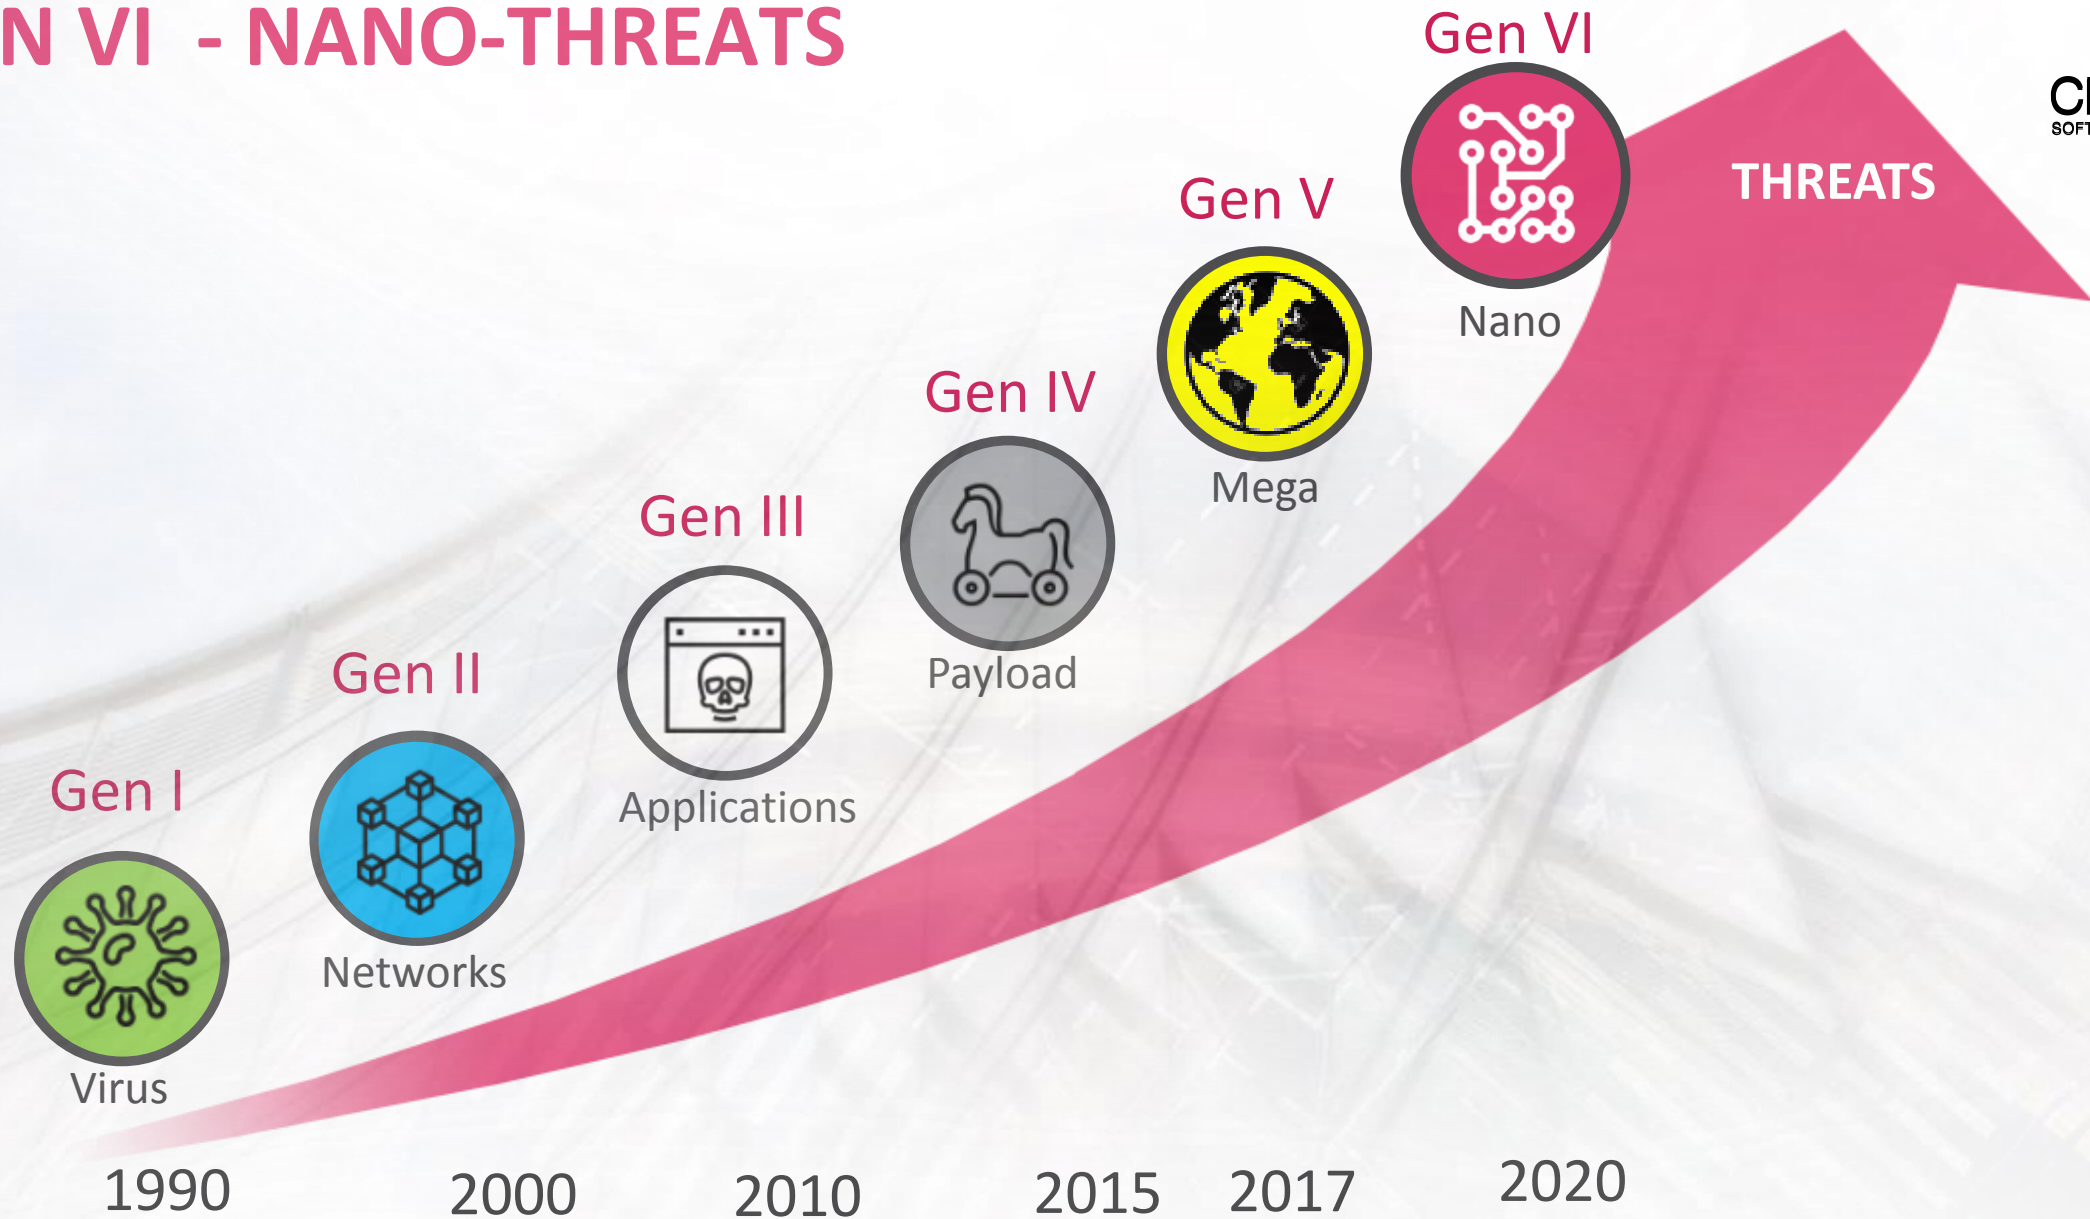 N VI - NANO-THREATS
Gen VI
THREATS
Gen V
Nano
Gen IV
Mega
Gen III
Payload
Gen II
Applications
Gen I
Networks
Virus
1990
2000
2010
2015
2017
2020